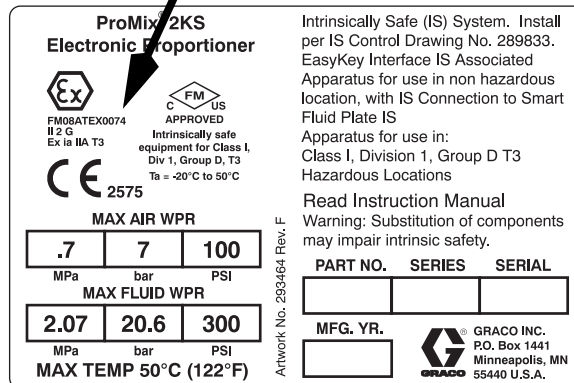 ProMix® 2KS
Electronic Proportioner
FM08ATEX0074
II 2 G
Ex ia IIA T3
CE 2575
FM
C US
APPROVED
Intrinsically safe
equipment for Class I,
Div 1, Group D, T3
Ta = -20°C to 50°C
MAX AIR WPR
.7 7 100
MPa bar PSI
MAX FLUID WPR
2.07 20.6 300
MPa bar PSI
MAX TEMP 50°C (122°F)
Artwork No. 293464 Rev. F
Intrinsically Safe (IS) System. Install
per IS Control Drawing No. 289833.
EasyKey Interface IS Associated
Apparatus for use in non hazardous
location, with IS Connection to Smart
Fluid Plate IS
Apparatus for use in:
Class I, Division 1, Group D T3
Hazardous Locations
Read Instruction Manual
Warning: Substitution of components
may impair intrinsic safety.
PART NO. SERIES SERIAL
MFG. YR.
GRACO
GRACO INC.
P.O. Box 1441
Minneapolis, MN
55440 U.S.A.